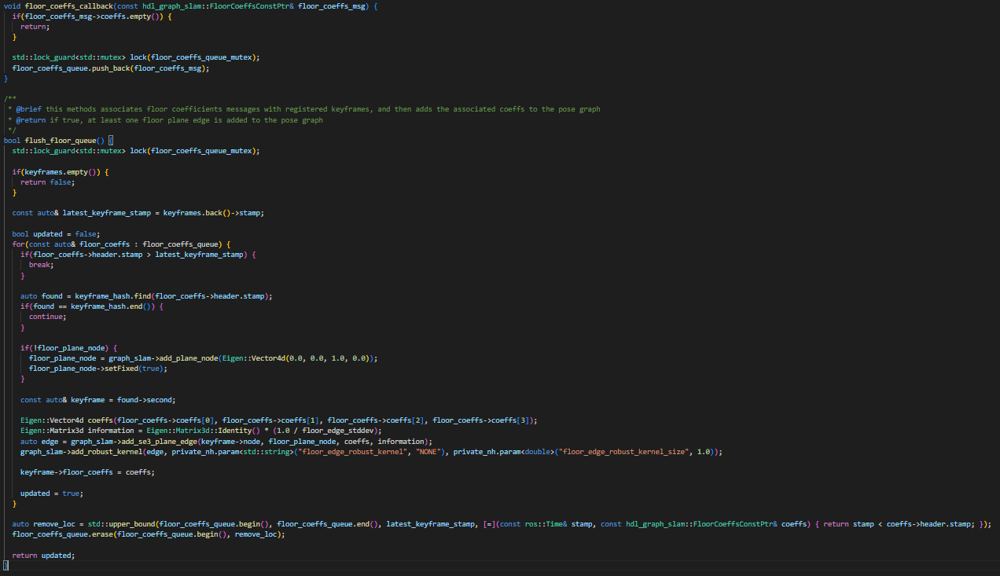 void floor_coeffs_callback(const hdl_graph_slam::FloorCoeffsConstPtr& floor_coeffs_msg) {
  if(floor_coeffs_msg->coeffs.empty()) {
    return;
  }

  std::lock_guard<std::mutex> lock(floor_coeffs_queue_mutex);
  floor_coeffs_queue.push_back(floor_coeffs_msg);
}

/**
 * @brief this methods associates floor coefficients messages with registered keyframes, and then adds the associated coeffs to the pose graph
 * @return if true, at least one floor plane edge is added to the pose graph
 */
bool flush_floor_queue() {
  std::lock_guard<std::mutex> lock(floor_coeffs_queue_mutex);

  if(keyframes.empty()) {
    return false;
  }

  const auto& latest_keyframe_stamp = keyframes.back()->stamp;

  bool updated = false;
  for(const auto& floor_coeffs : floor_coeffs_queue) {
    if(floor_coeffs->header.stamp > latest_keyframe_stamp) {
      break;
    }

    auto found = keyframe_hash.find(floor_coeffs->header.stamp);
    if(found == keyframe_hash.end()) {
      continue;
    }

    if(!floor_plane_node) {
      floor_plane_node = graph_slam->add_plane_node(Eigen::Vector4d(0.0, 0.0, 1.0, 0.0));
      floor_plane_node->setFixed(true);
    }

    const auto& keyframe = found->second;

    Eigen::Vector4d coeffs(floor_coeffs->coeffs[0], floor_coeffs->coeffs[1], floor_coeffs->coeffs[2], floor_coeffs->coeffs[3]);
    Eigen::Matrix3d information = Eigen::Matrix3d::Identity() * (1.0 / floor_edge_stddev);
    auto edge = graph_slam->add_se3_plane_edge(keyframe->node, floor_plane_node, coeffs, information);
    graph_slam->add_robust_kernel(edge, private_nh.param<std::string>("floor_edge_robust_kernel", "NONE"), private_nh.param<double>("floor_edge_robust_kernel_size", 1.0));

    keyframe->floor_coeffs = coeffs;

    updated = true;
  }

  auto remove_loc = std::upper_bound(floor_coeffs_queue.begin(), floor_coeffs_queue.end(), latest_keyframe_stamp, [=](const ros::Time& stamp, const hdl_graph_slam::FloorCoeffsConstPtr& coeffs) { return stamp < coeffs->header.stamp; });
  floor_coeffs_queue.erase(floor_coeffs_queue.begin(), remove_loc);

  return updated;
}